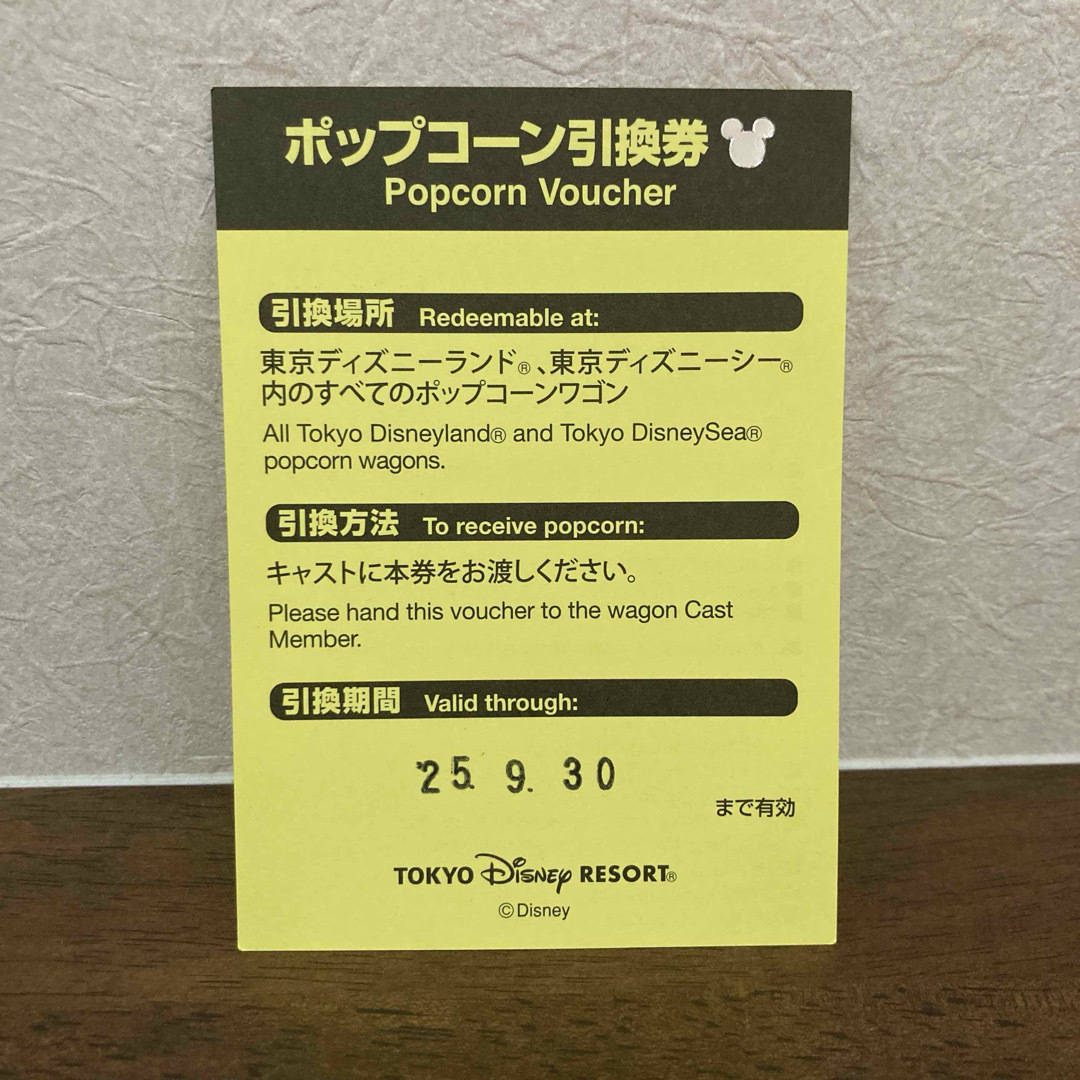 ポップコーン引換券
Popcorn Voucher
引換場所 Redeemable at:
東京ディズニーランド®、東京ディズニーシー®
内のすべてのポップコーンワゴン
All Tokyo Disneyland® and Tokyo DisneySea®
popcorn wagons.
引換方法 To receive popcorn:
キャストに本券をお渡しください。
Please hand this voucher to the wagon Cast
Member.
引換期間 Valid through:
'25. 9. 30
まで有効
TOKYO Disney RESORT®
©Disney